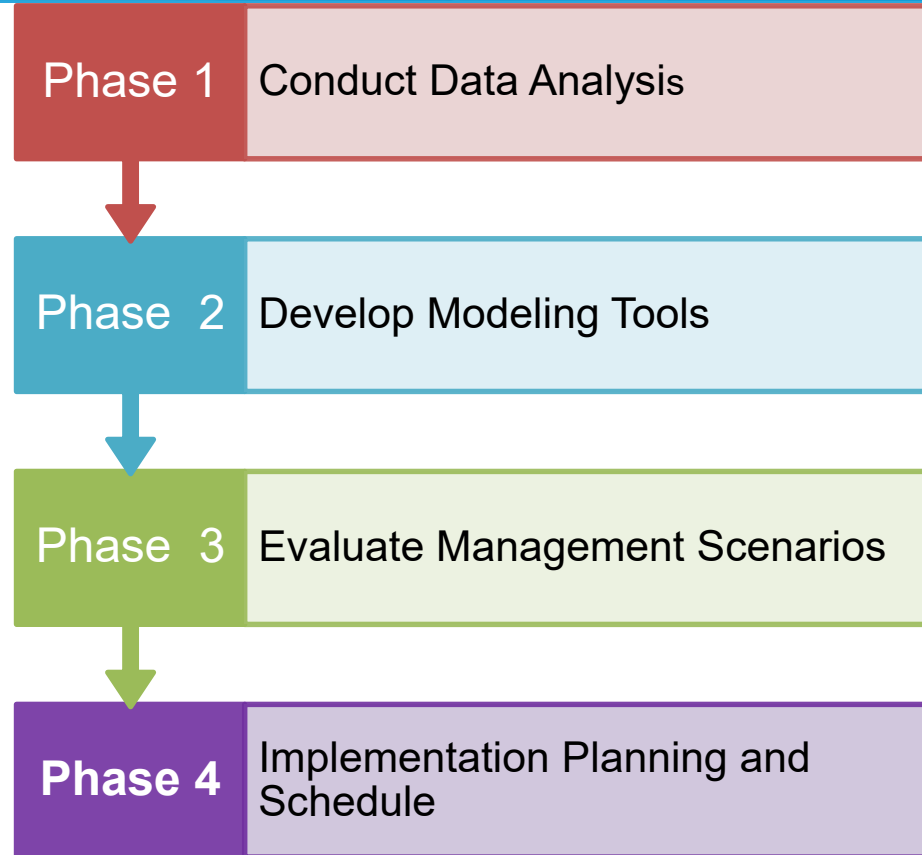 Phase 1
Conduct Data Analysis
Phase 2
Develop Modeling Tools
Phase 3
Evaluate Management Scenarios
Phase 4
Implementation Planning and
Schedule